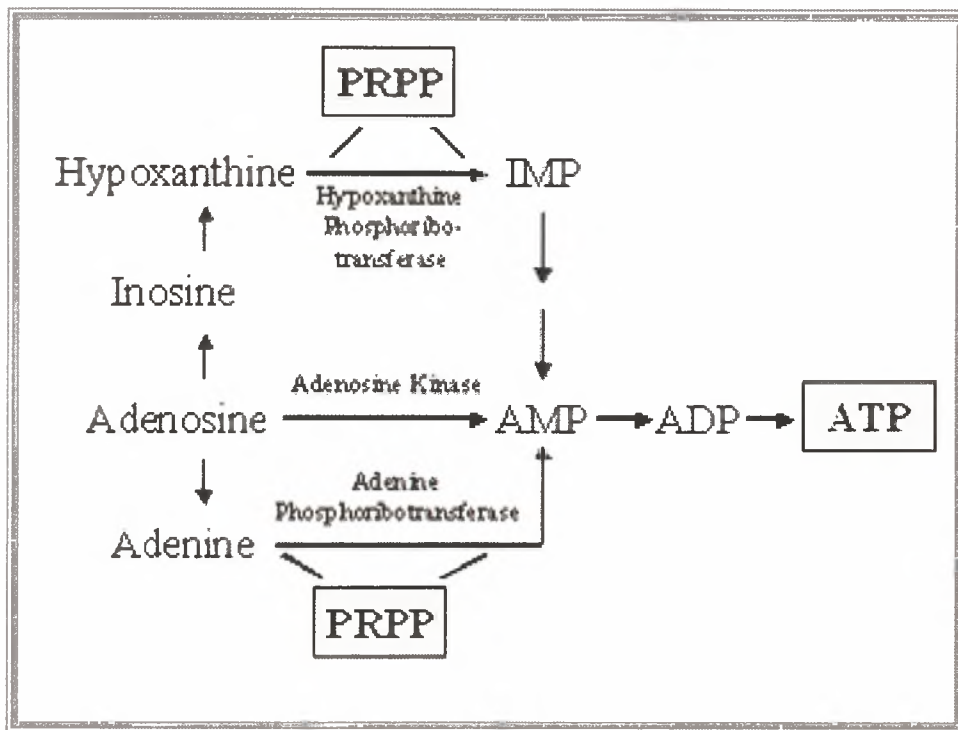 PRPP
Hypoxanthine
IMP
Hypoxanthine
Phosphoribo-
transferase
Inosine
Adenosine Kinase
Adenosine
AMP
ADP
ATP
Adenine
Phosphoribotransferase
Adenine
PRPP